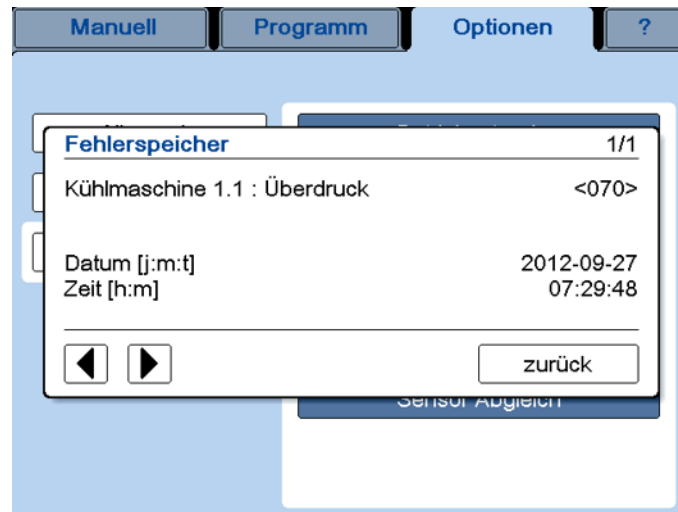 Manuell Programm Optionen ?
Fehlerspeicher 1/1
Kühlmaschine 1.1 : Überdruck <070>
Datum [j:m:t] 2012-09-27
Zeit [h:m] 07:29:48
zurück
Sensor Abgleich